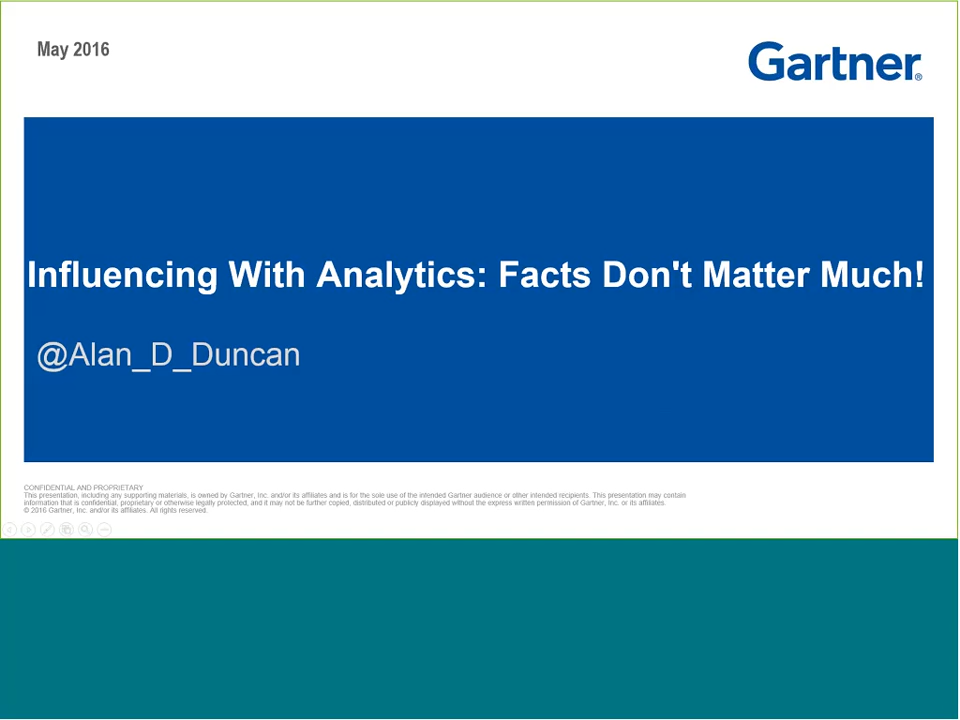 May 2016
Gartner®
Influencing With Analytics: Facts Don't Matter Much!
@Alan_D_Duncan
CONFIDENTIAL AND PROPRIETARY
This presentation, including any supporting materials, is owned by Gartner, Inc. and/or its affiliates and is for the sole use of the intended Gartner audience or other intended recipients. This presentation may contain
information that is confidential, proprietary or otherwise legally protected, and it may not be further copied, distributed or publicly displayed without the express written permission of Gartner, Inc. or its affiliates.
© 2016 Gartner, Inc. and/or its affiliates. All rights reserved.